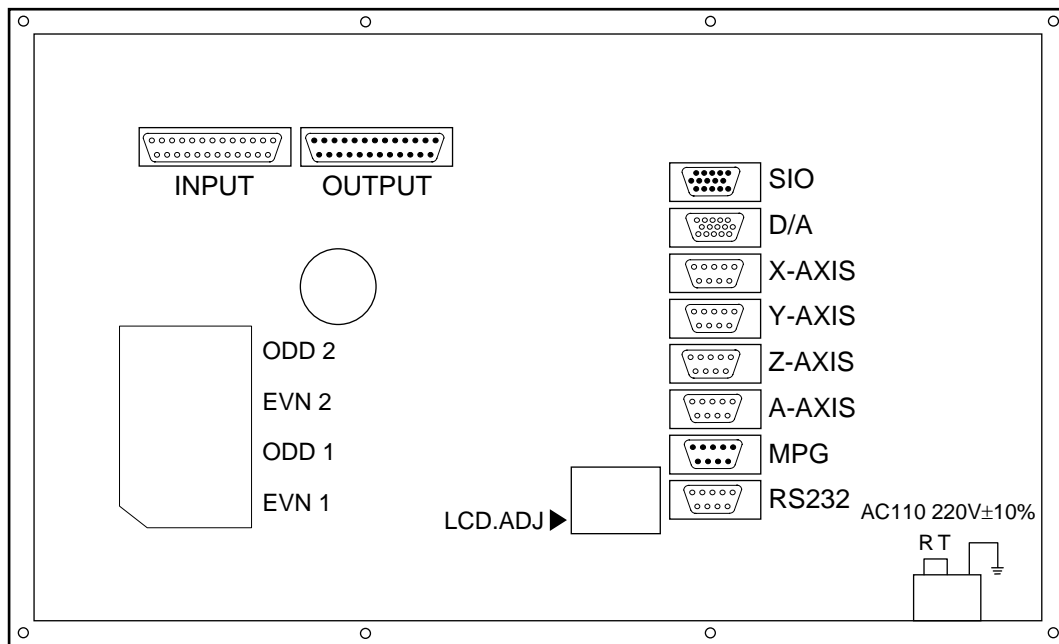 INPUT
OUTPUT
SIO
D/A
X-AXIS
Y-AXIS
Z-AXIS
A-AXIS
MPG
RS232
ODD 2
EVN 2
ODD 1
EVN 1
LCD.ADJ
AC110 220V±10%
R T